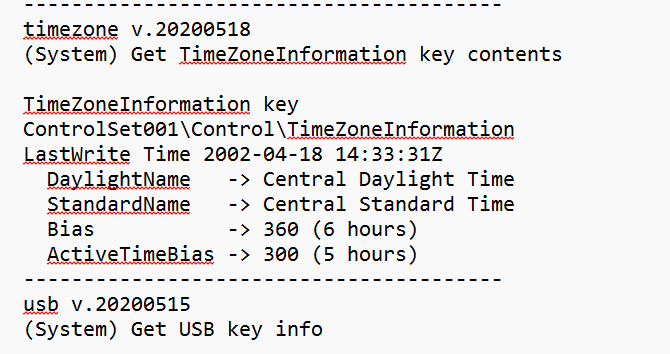 ----------------------------------------
timezone v.20200518
(System) Get TimeZoneInformation key contents

TimeZoneInformation key
ControlSet001\Control\TimeZoneInformation
LastWrite Time 2002-04-18 14:33:31Z
  DaylightName   -> Central Daylight Time
  StandardName   -> Central Standard Time
  Bias           -> 360 (6 hours)
  ActiveTimeBias -> 300 (5 hours)
----------------------------------------
usb v.20200515
(System) Get USB key info